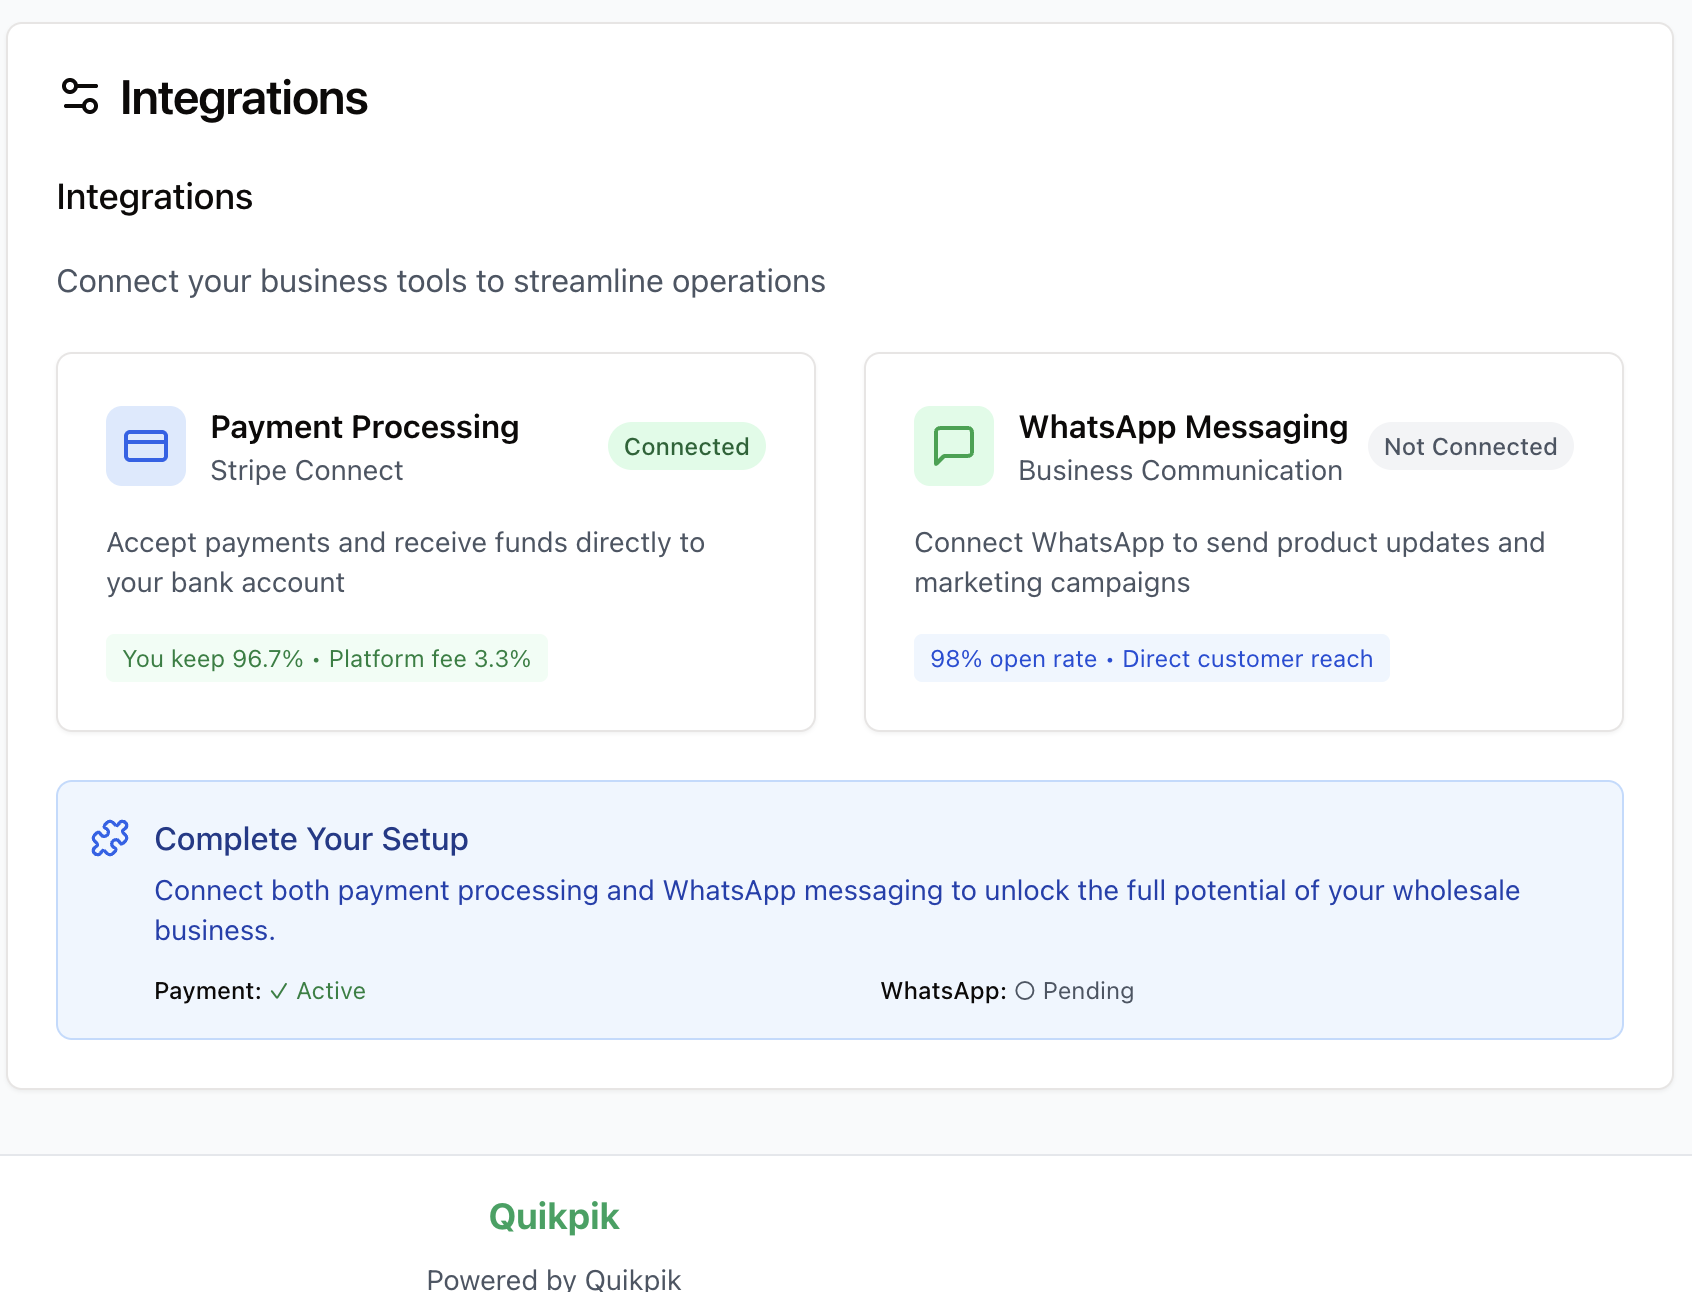 Integrations
Integrations
Connect your business tools to streamline operations
Payment Processing
Stripe Connect
Connected
Accept payments and receive funds directly to
your bank account
You keep 96.7% • Platform fee 3.3%
WhatsApp Messaging
Business Communication
Not Connected
Connect WhatsApp to send product updates and
marketing campaigns
98% open rate • Direct customer reach
Complete Your Setup
Connect both payment processing and WhatsApp messaging to unlock the full potential of your wholesale
business.
Payment: ✓ Active
WhatsApp: ○ Pending
Quikpik
Powered by Quikpik